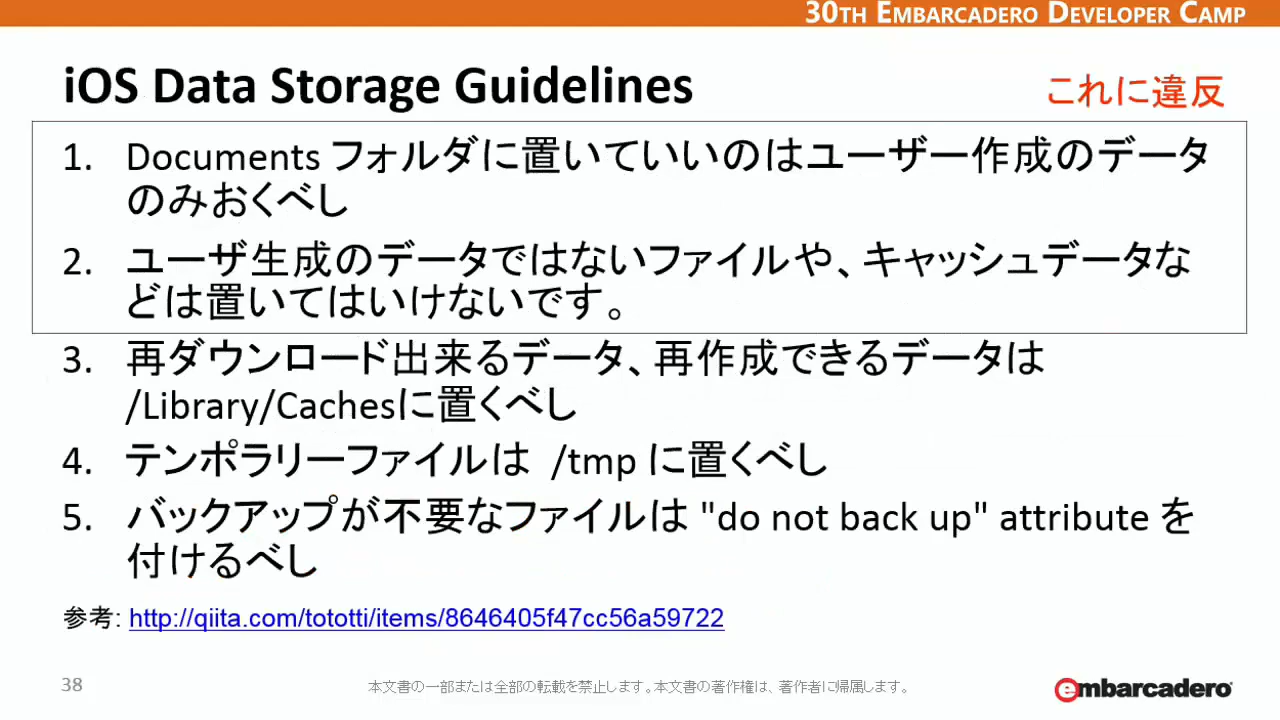 30TH EMBARCADERO DEVELOPER CAMP
iOS Data Storage Guidelines
これに違反
1. Documents フォルダに置いていいのはユーザー作成のデータ
のみおくべし
2. ユーザ生成のデータではないファイルや、キャッシュデータな
どは置いてはいけないです。
3. 再ダウンロード出来るデータ、再作成できるデータは
/Library/Cachesに置くべし
4. テンポラリーファイルは /tmp に置くべし
5. バックアップが不要なファイルは "do not back up" attribute を
付けるべし
参考: http://qiita.com/tototti/items/8646405f47cc56a59722
38
本文書の一部または全部の転載を禁止します。本文書の著作権は、著作者に帰属します。
embarcadero